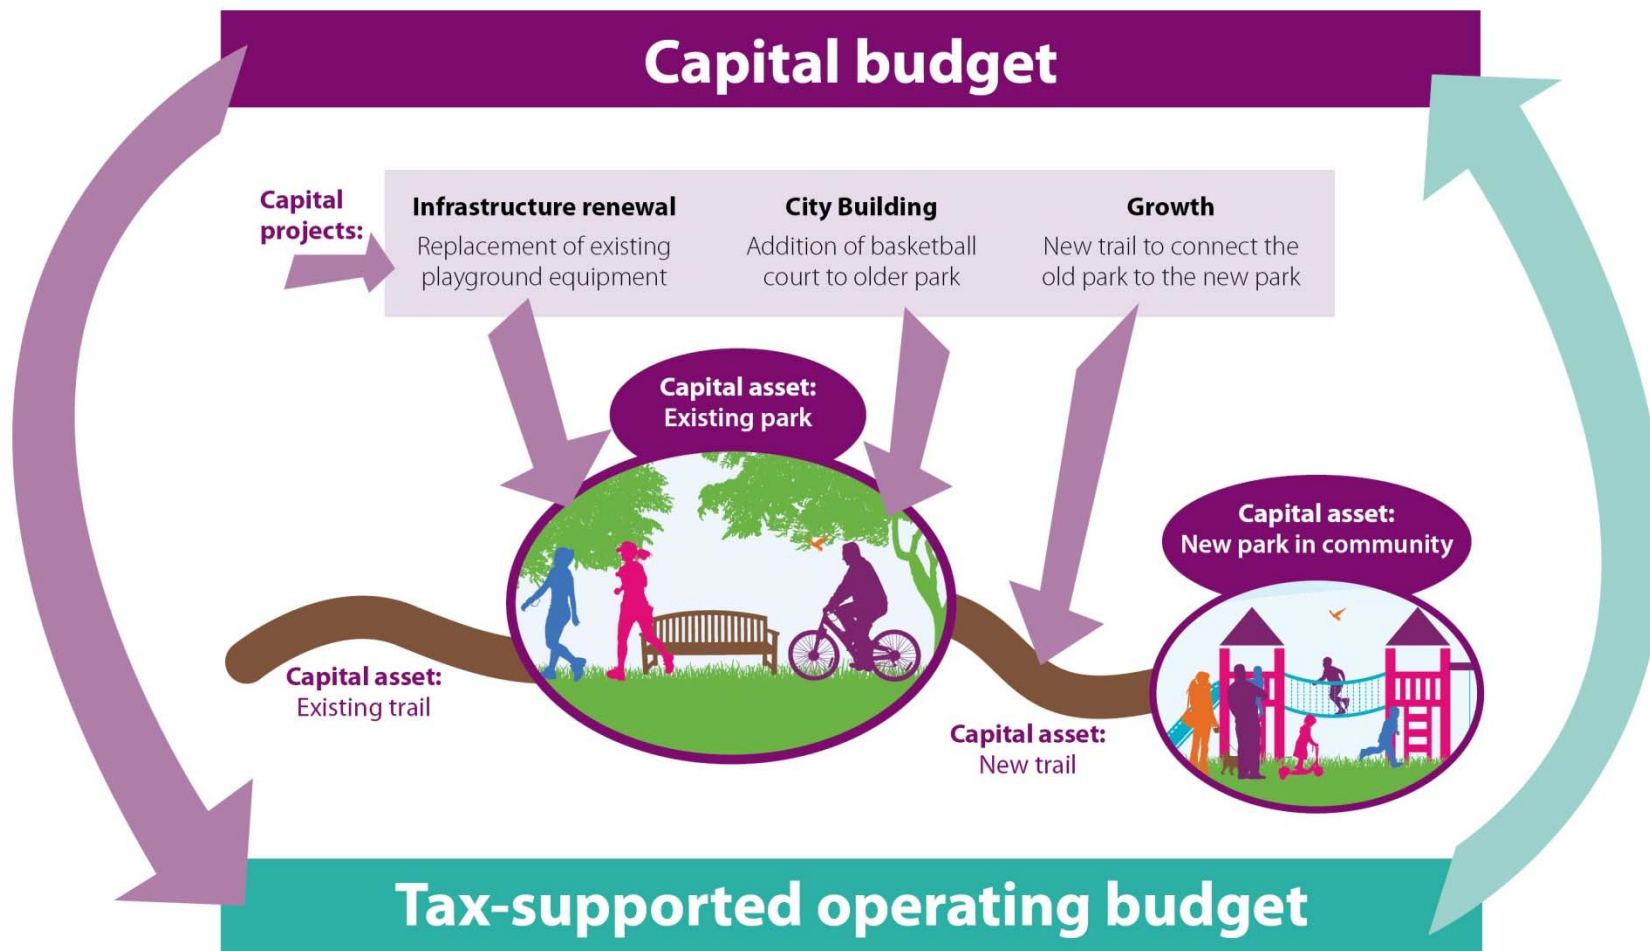 Capital budget
Capital
projects:
Infrastructure renewal
Replacement of existing
playground equipment
City Building
Addition of basketball
court to older park
Growth
New trail to connect the
old park to the new park
Capital asset:
Existing park
Capital asset:
New park in community
Capital asset:
Existing trail
Capital asset:
New trail
Tax-supported operating budget